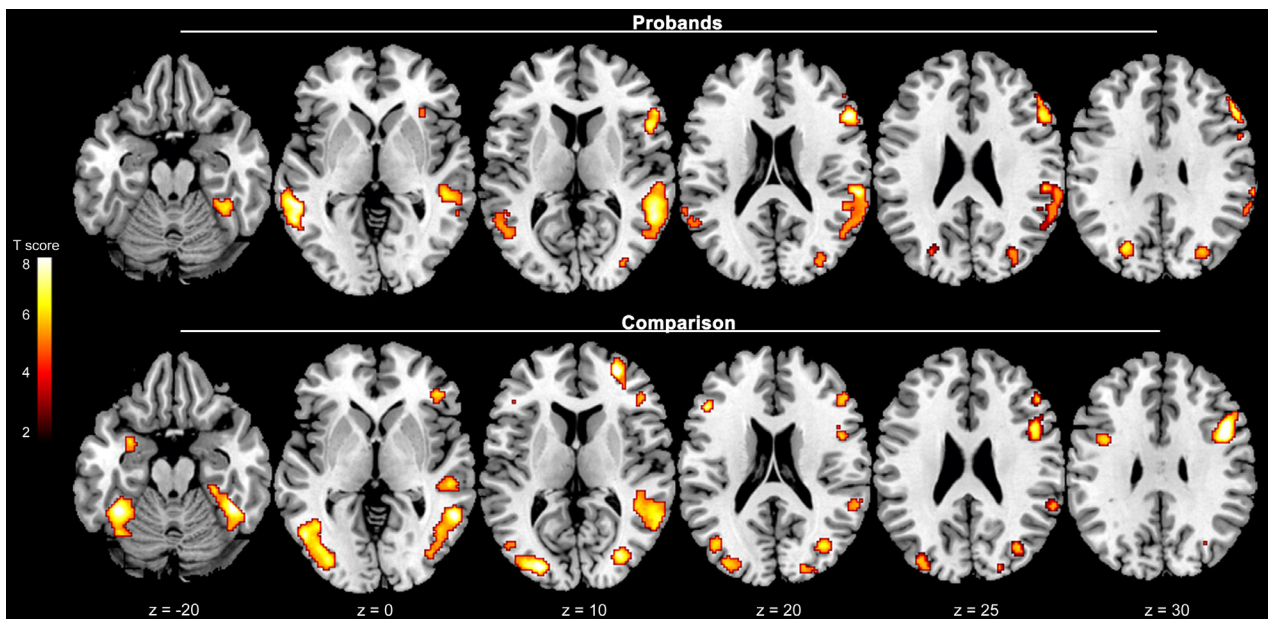 Probands
T score
8
6
4
2
Comparison
z = -20
z = 0
z = 10
z = 20
z = 25
z = 30